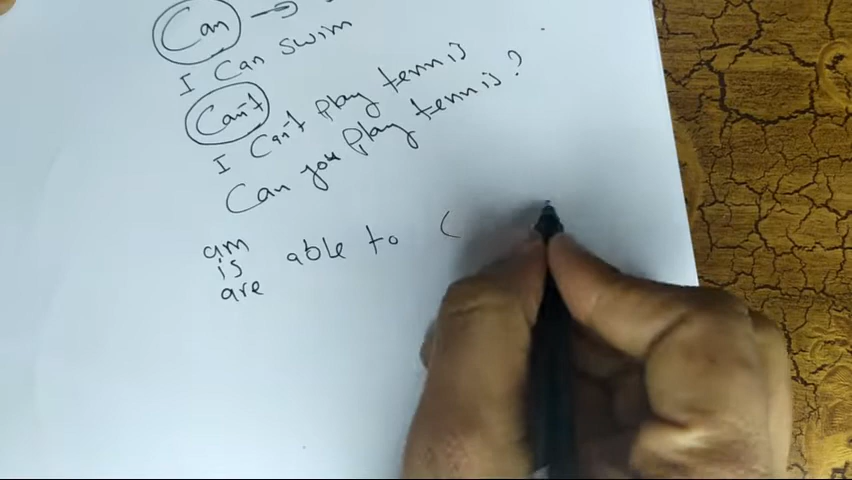 Can →
I Can swim
Can't
I Can't Play tennis
Can you Play tennis?
am
is
are able to (